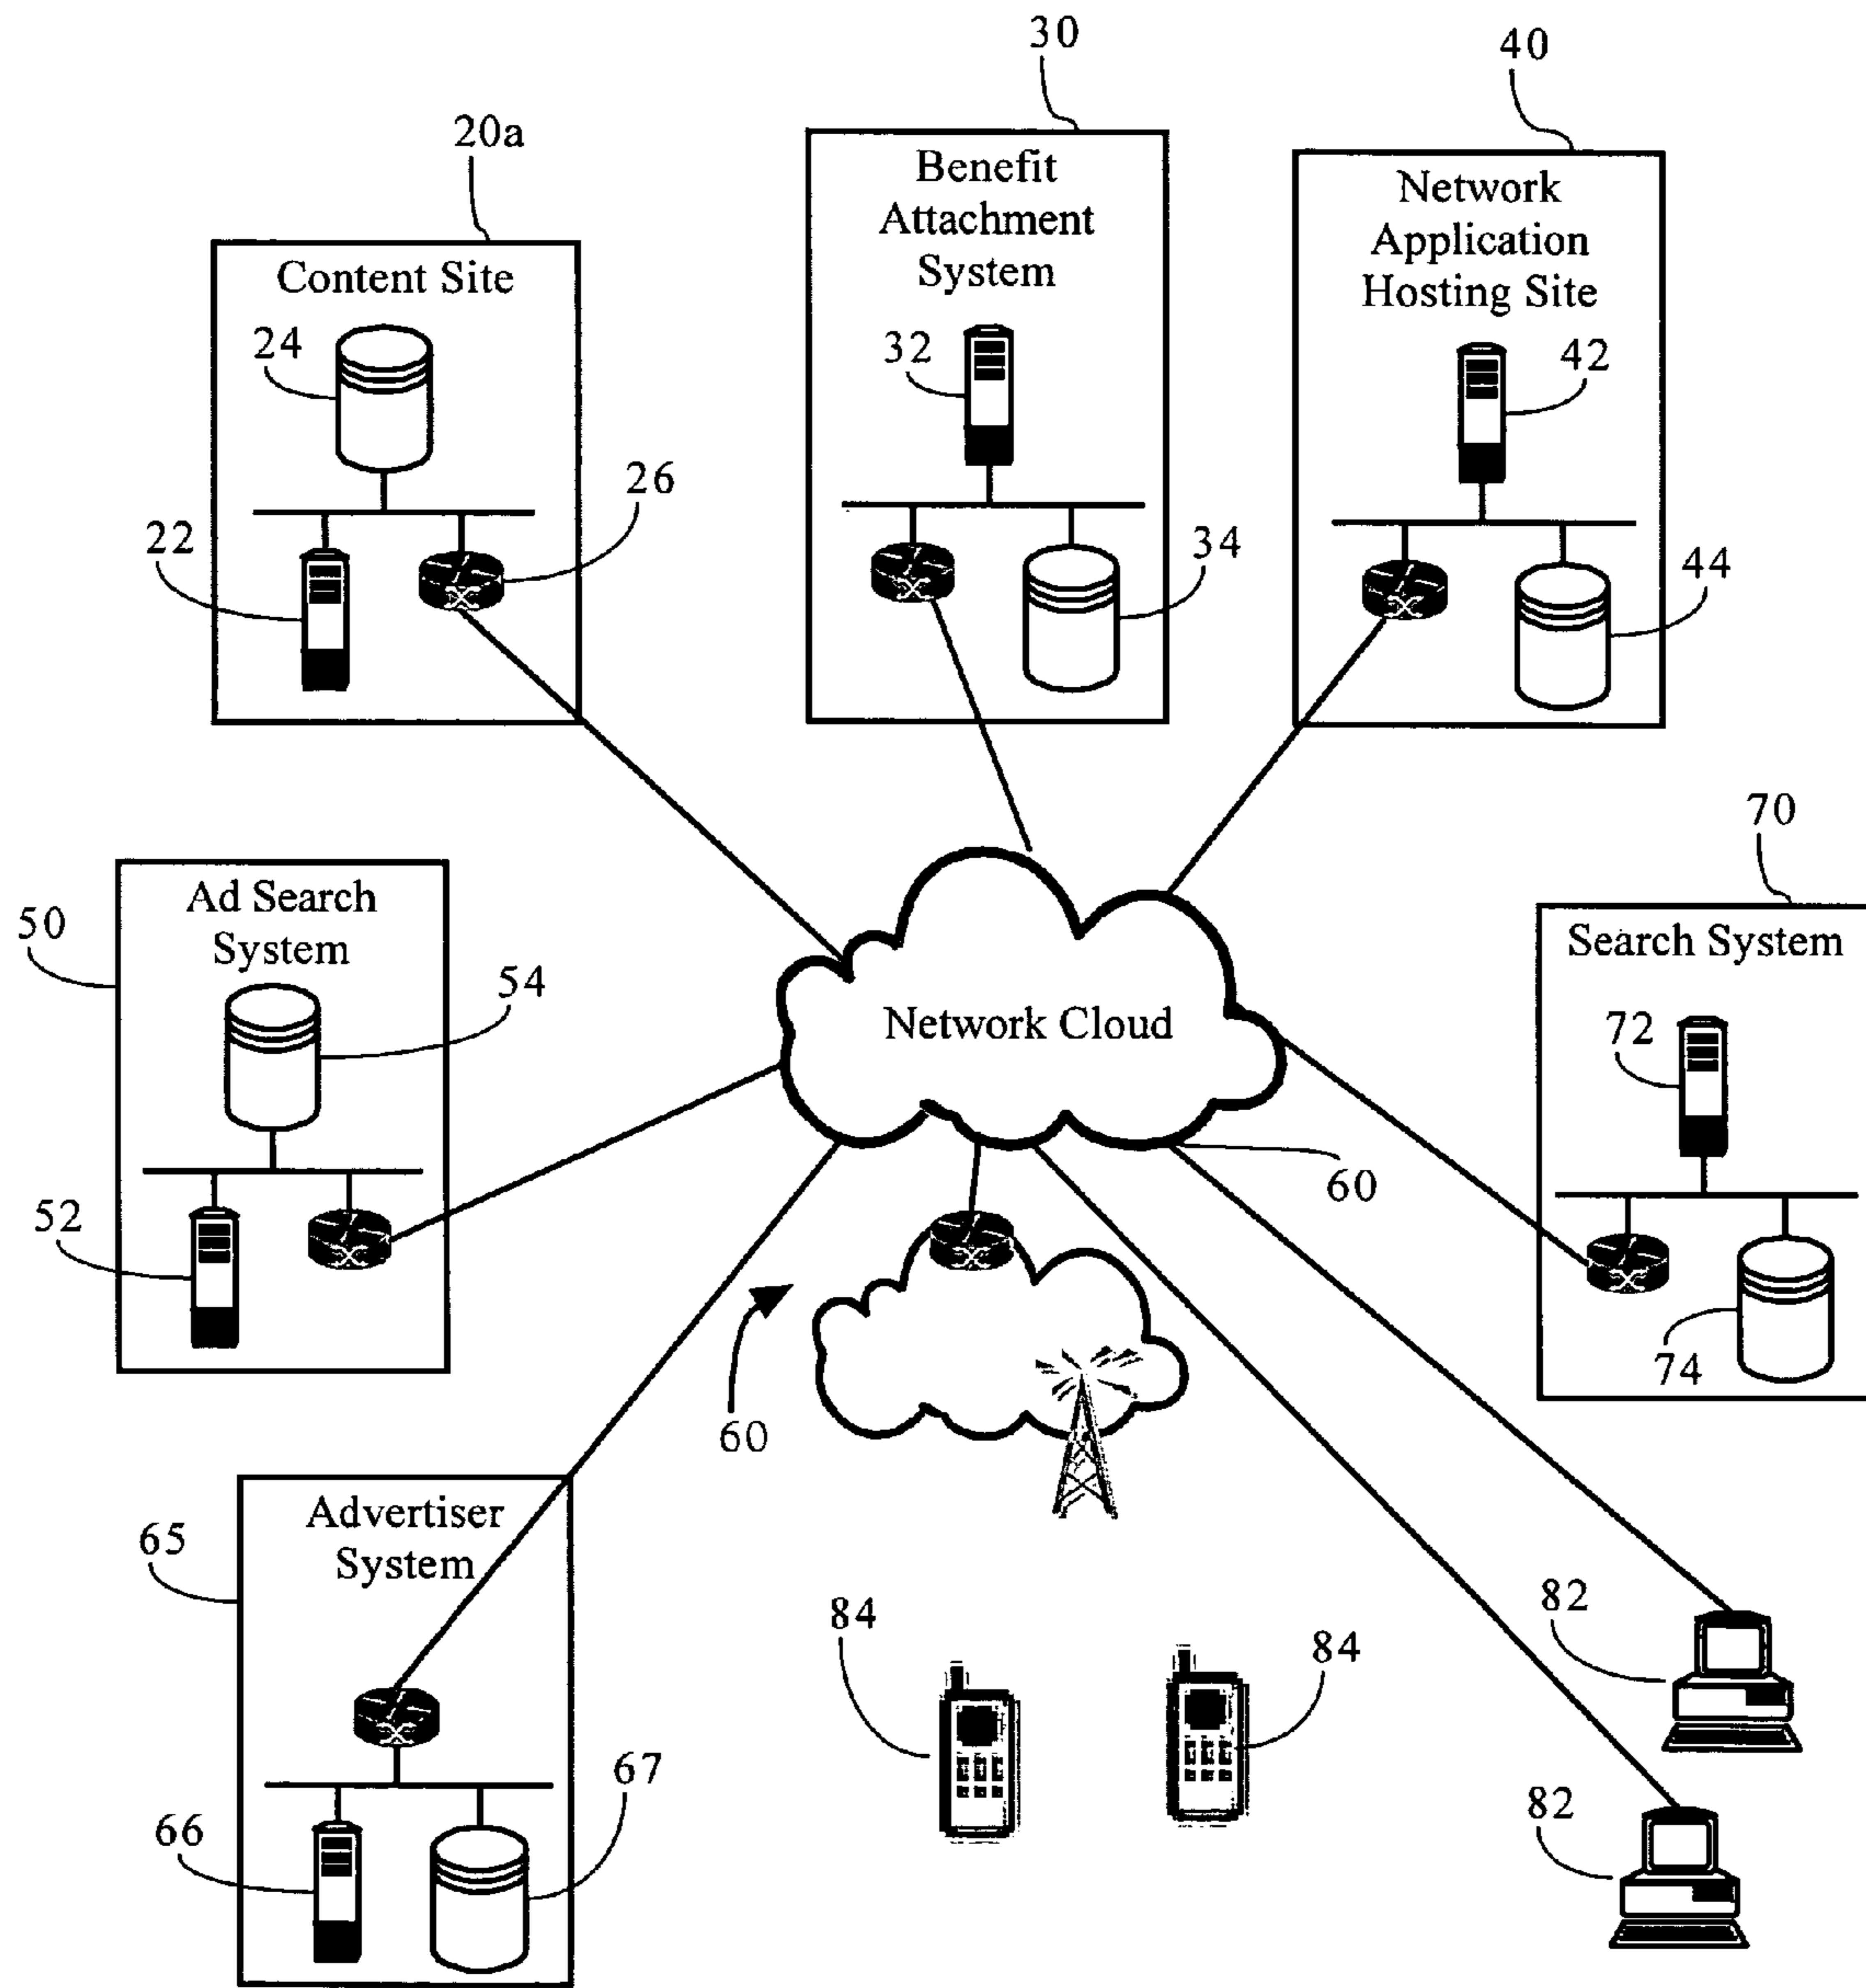 30
40
20a
Benefit
Attachment
System
Network
Application
Hosting Site
Content Site
24
32
42
26
22
34
44
70
Ad Search
System
50
Search System
54
Network Cloud
72
60
52
74
60
Advertiser
System
65
84
84
82
67
82
66